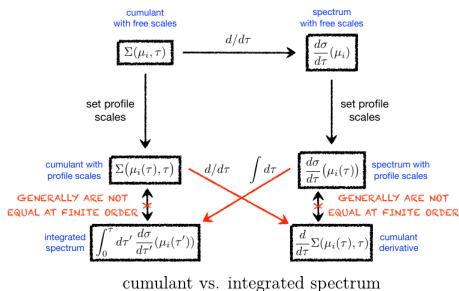 cumulant
with free scales
spectrum
with free scales
Σ(μ_i, τ)
d/dτ
dσ/dτ (μ_i)
set profile
scales
set profile
scales
cumulant with
profile scales
Σ(μ_i(τ), τ)
d/dτ
∫ dτ
dσ/dτ (μ_i(τ))
spectrum with
profile scales
GENERALLY ARE NOT
EQUAL AT FINITE ORDER
GENERALLY ARE NOT
EQUAL AT FINITE ORDER
integrated
spectrum
∫_0^τ dτ′ dσ/dτ′ (μ_i(τ′))
d/dτ Σ(μ_i(τ), τ)
cumulant
derivative
cumulant vs. integrated spectrum